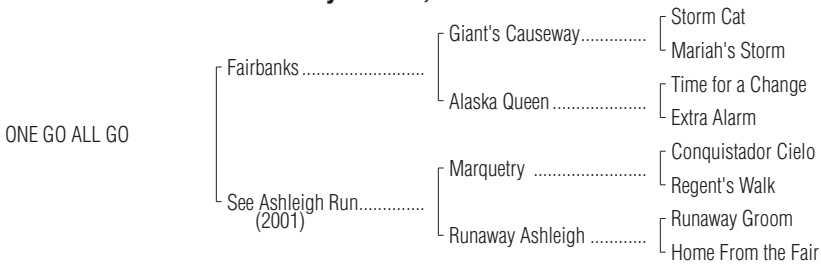 Storm Cat
Giant's Causeway..............
Mariah's Storm
Fairbanks ..........................
Time for a Change
Alaska Queen ....................
Extra Alarm
ONE GO ALL GO
Conquistador Cielo
Marquetry ........................
Regent's Walk
See Ashleigh Run..............
(2001)
Runaway Groom
Runaway Ashleigh ............
Home From the Fair